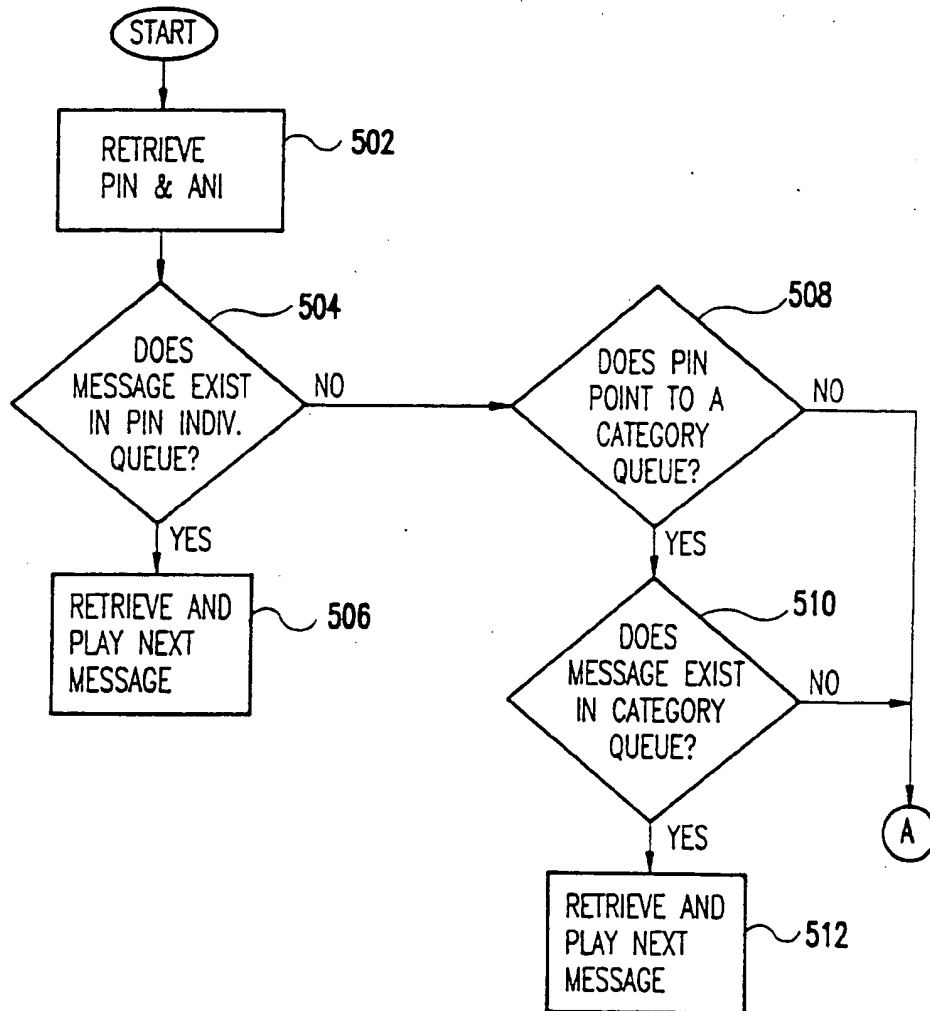 START
RETRIEVE
PIN & ANI
502
DOES
MESSAGE EXIST
IN PIN INDIV.
QUEUE?
504
NO
YES
RETRIEVE AND
PLAY NEXT
MESSAGE
506
DOES PIN
POINT TO A
CATEGORY
QUEUE?
508
NO
YES
DOES
MESSAGE EXIST
IN CATEGORY
QUEUE?
510
NO
YES
A
RETRIEVE AND
PLAY NEXT
MESSAGE
512